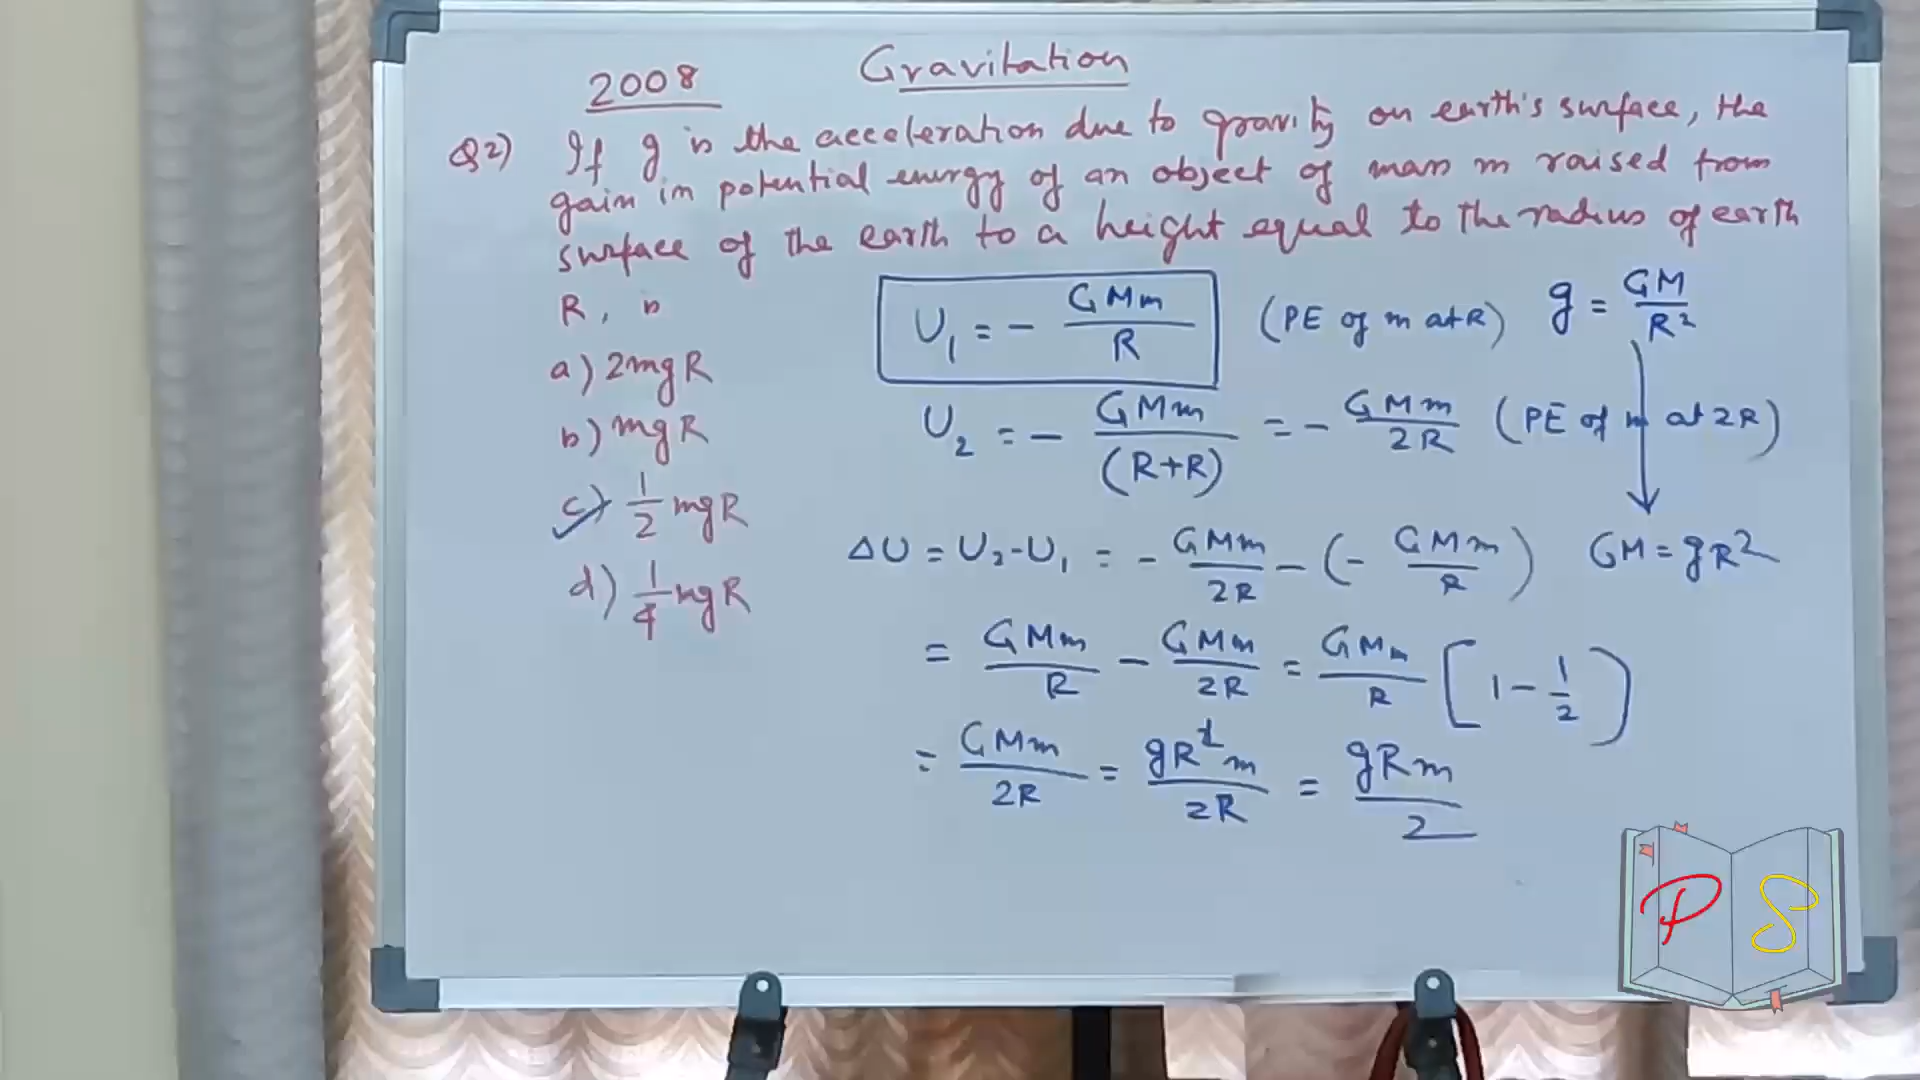 Gravitation
2008
Q2) If g is the acceleration due to gravity on earth's surface, the
gain in potential energy of an object of mass m raised from
surface of the earth to a height equal to the radius of earth
R, is
a) 2mgR
b) mgR
c) 1/2 mgR
d) 1/4 mgR
U₁ = - GMm/R (PE of m at R) g = GM/R²
U₂ = - GMm/(R+R) = - GMm/2R (PE of m at 2R)
ΔU = U₂-U₁ = - GMm/2R - (- GMm/R) GM = gR²
= GMm/R - GMm/2R = GMm/R [1 - 1/2)
= GMm/2R = gR²m/2R = gRm/2
PS